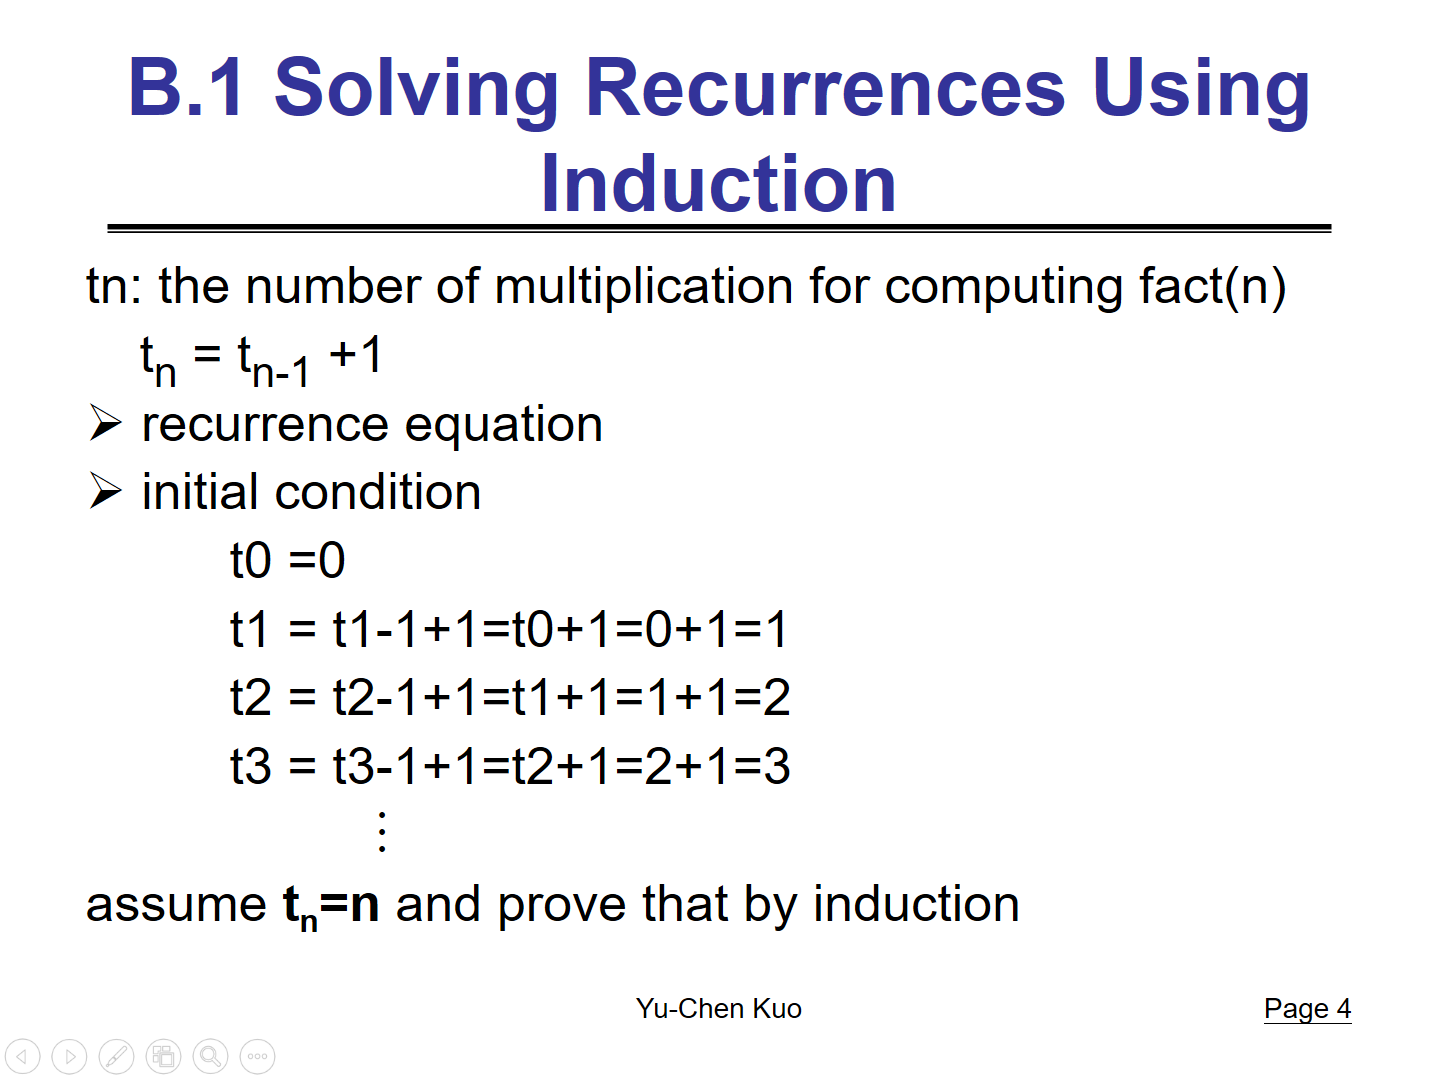 B.1 Solving Recurrences Using
Induction
tn: the number of multiplication for computing fact(n)
tₙ = tₙ₋₁ +1
➢ recurrence equation
➢ initial condition
t0 =0
t1 = t1-1+1=t0+1=0+1=1
t2 = t2-1+1=t1+1=1+1=2
t3 = t3-1+1=t2+1=2+1=3
⋮
assume tₙ=n and prove that by induction
Yu-Chen Kuo
Page 4